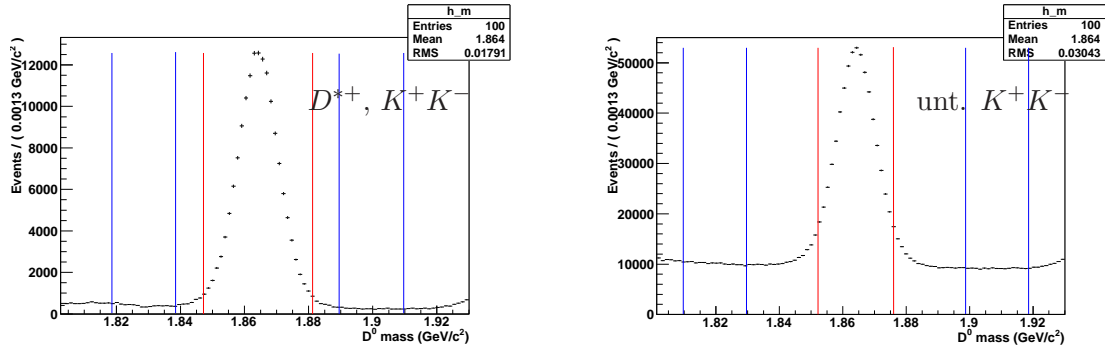 h_m
Entries 100
Mean 1.864
RMS 0.01791
Events / ( 0.0013 GeV/c² )
12000
10000
8000
6000
4000
2000
0
D*+, K+K−
1.82 1.84 1.86 1.88 1.9 1.92
D⁰ mass (GeV/c²)
h_m
Entries 100
Mean 1.864
RMS 0.03043
Events / ( 0.0013 GeV/c² )
50000
40000
30000
20000
10000
0
unt. K+K−
1.82 1.84 1.86 1.88 1.9 1.92
D⁰ mass (GeV/c²)